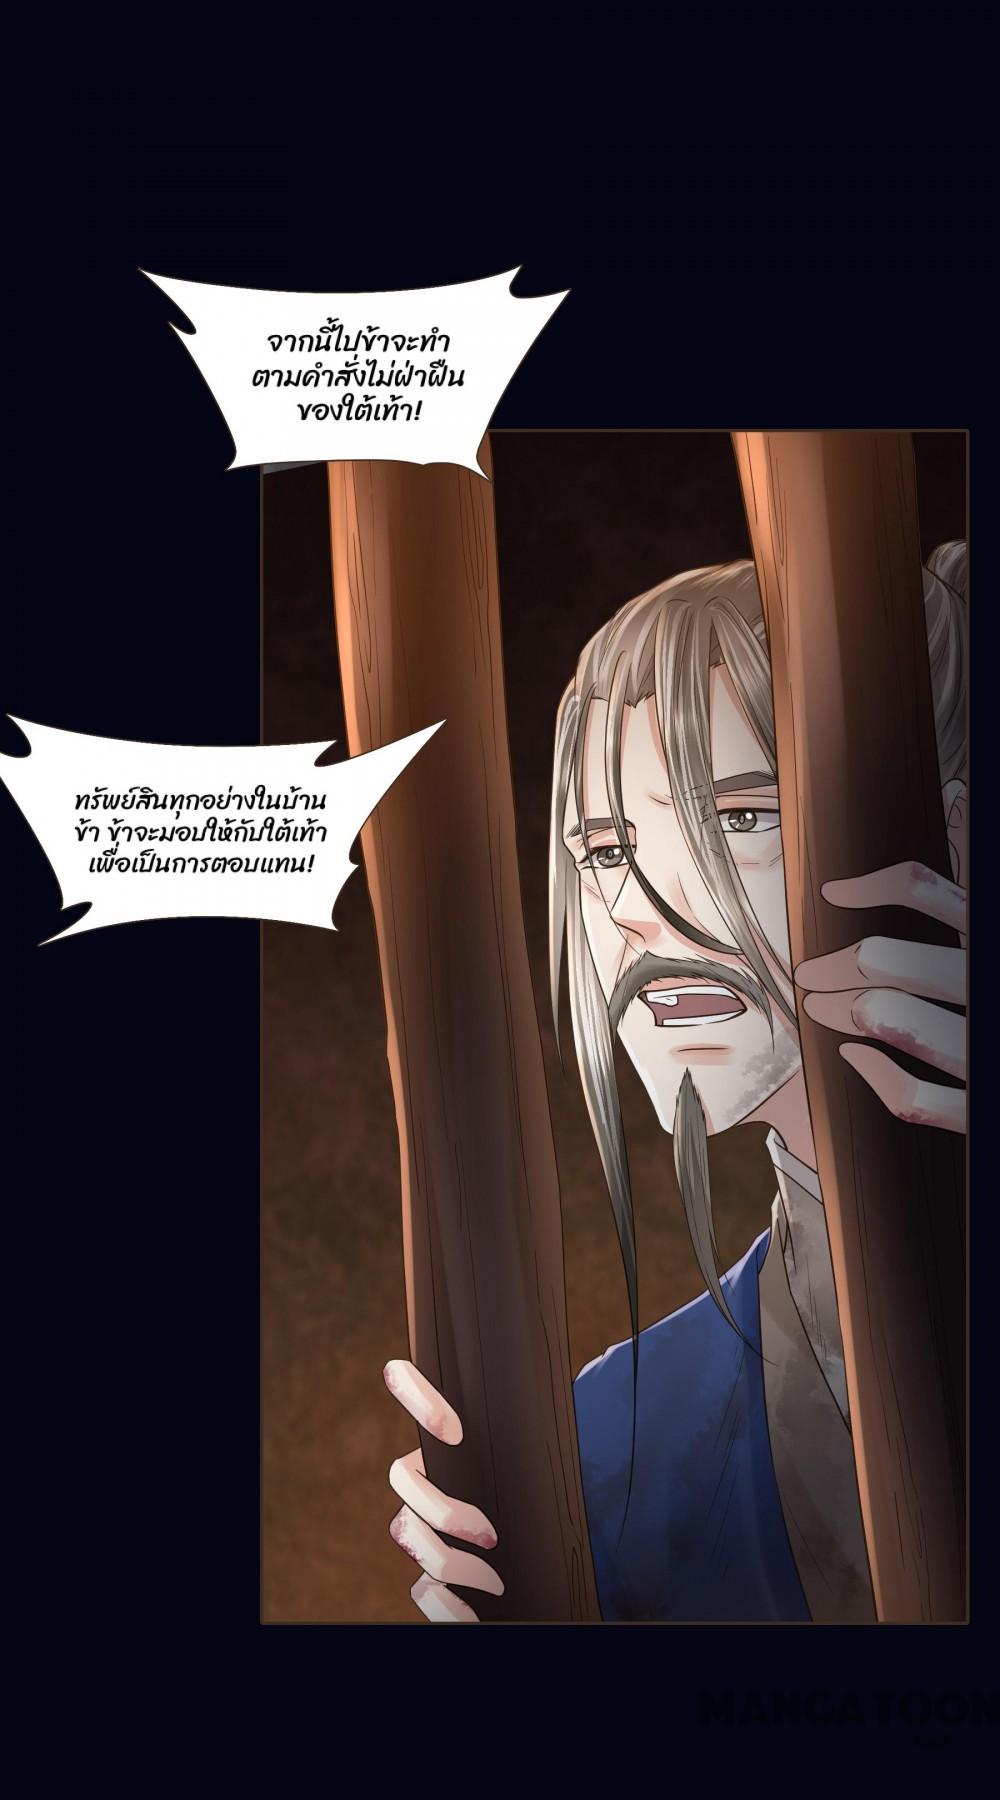 จากนี้ไปข้าจะทำ
ตามคำสั่งไม่ฝ่าฝืน
ของใต้เท้า!
ทรัพย์สินทุกอย่างในบ้าน
ข้า ข้าจะมอบให้กับใต้เท้า
เพื่อเป็นการตอบแทน!
MANGA TOON